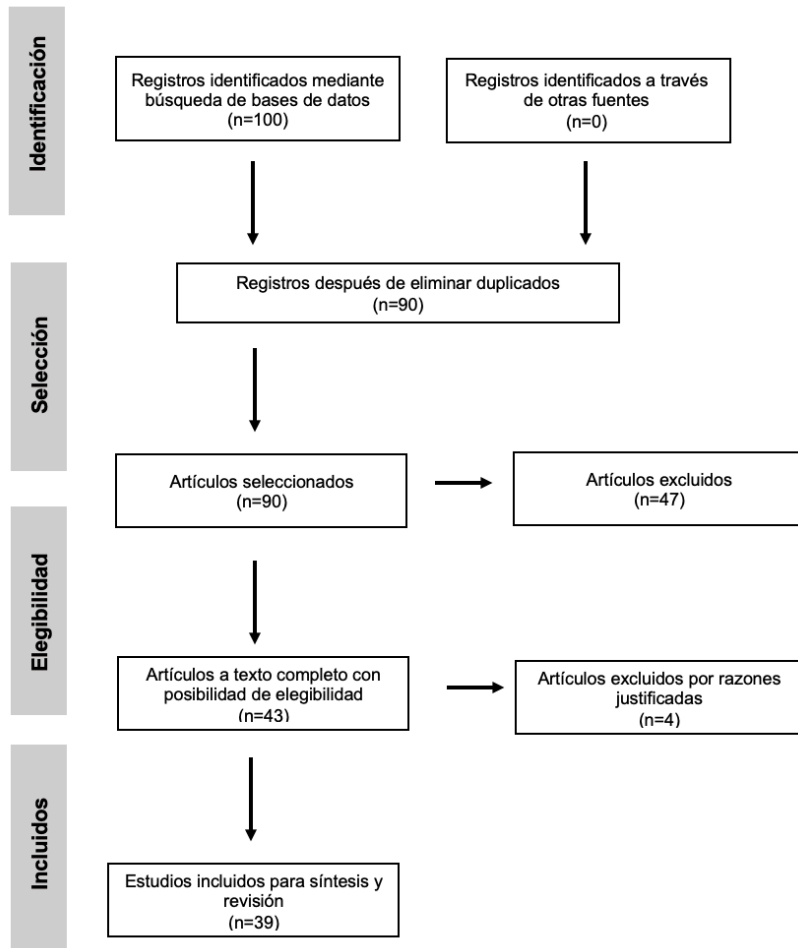 Identificación
Registros identificados mediante
búsqueda de bases de datos
(n=100)
Registros identificados a través
de otras fuentes
(n=0)
Selección
Registros después de eliminar duplicados
(n=90)
Artículos seleccionados
(n=90)
Artículos excluidos
(n=47)
Elegibilidad
Artículos a texto completo con
posibilidad de elegibilidad
(n=43)
Artículos excluidos por razones
justificadas
(n=4)
Incluidos
Estudios incluidos para síntesis y
revisión
(n=39)